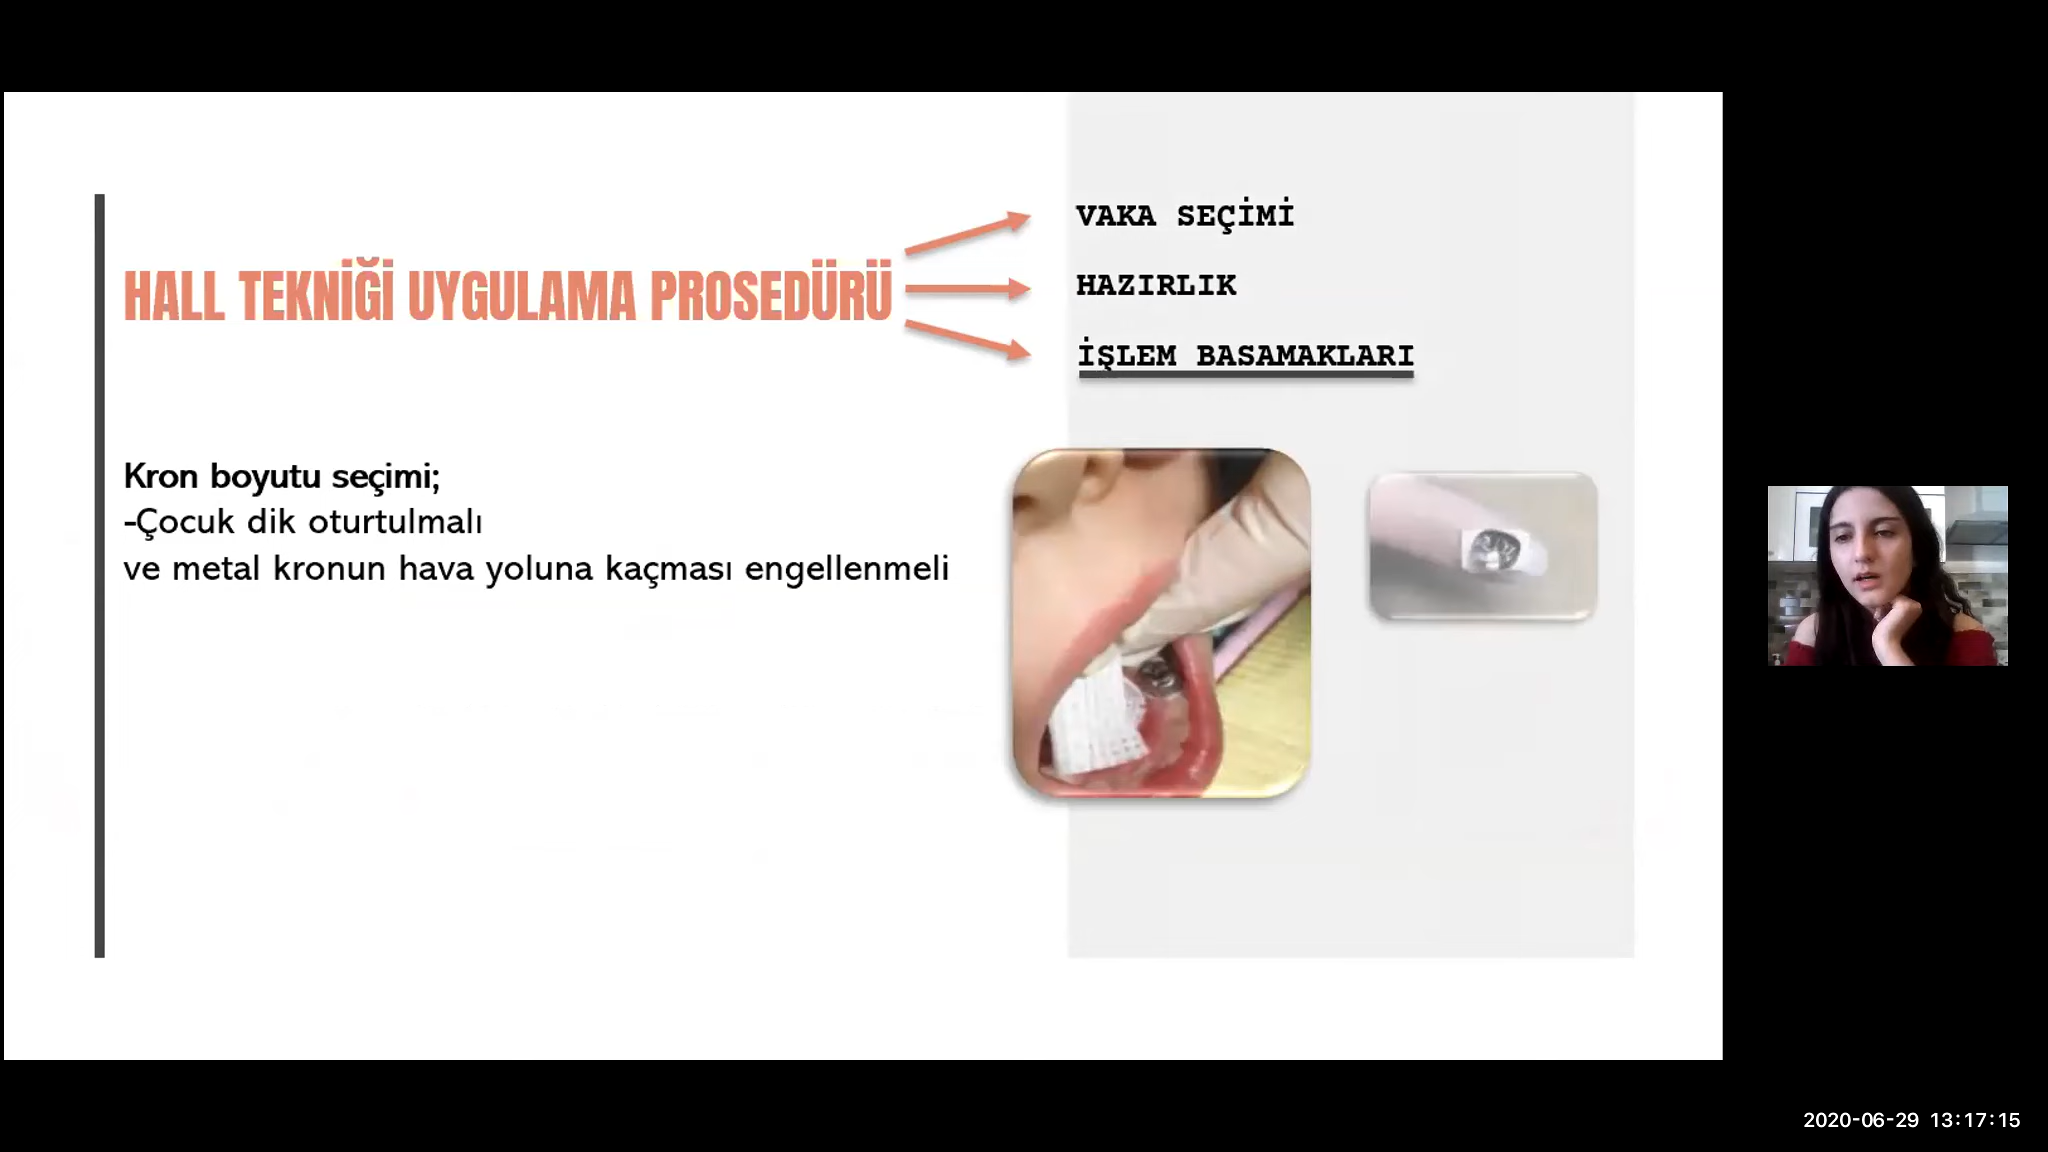 HALL TEKNİĞİ UYGULAMA PROSEDÜRÜ
VAKA SEÇİMİ
HAZIRLIK
İŞLEM BASAMAKLARI
Kron boyutu seçimi;
-Çocuk dik oturtulmalı
ve metal kronun hava yoluna kaçması engellenmeli
2020-06-29 13:17:15